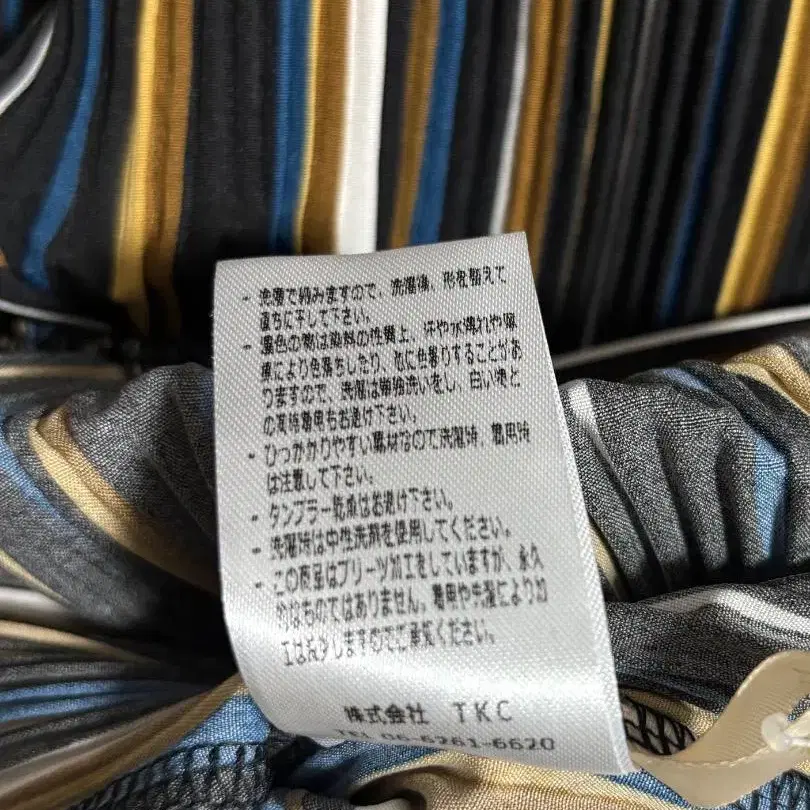 - 洗濯で縮みますので、洗濯後、形を整えて
直ちに干して下さい。
- 濃色の物は染料の性質上、汗や水濡れや摩
擦により色落ちしたり、他に色移りすることがあ
りますので、洗濯は単独洗いをし、白い物と
の同時着用もお避け下さい。
- ひっかかりやすい素材なので洗濯時、着用時
は注意して下さい。
- タンブラー乾燥はお避け下さい。
- 洗濯時は中性洗剤を使用してください。
- この商品はプリーツ加工をしていますが、永久
的なものではありません。着用や洗濯により加
工は減少しますのでご承知ください。
株式会社 TKC
TEL 06-6261-6620